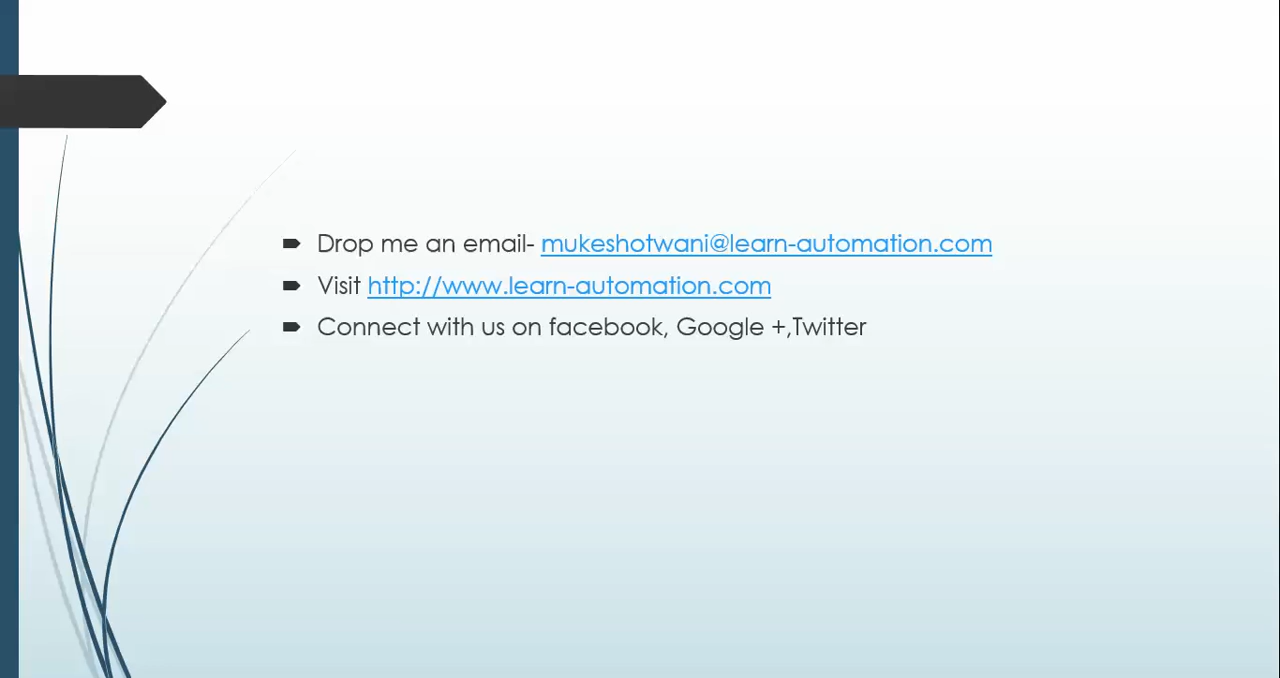 Drop me an email- mukeshotwani@learn-automation.com
Visit http://www.learn-automation.com
Connect with us on facebook, Google +,Twitter